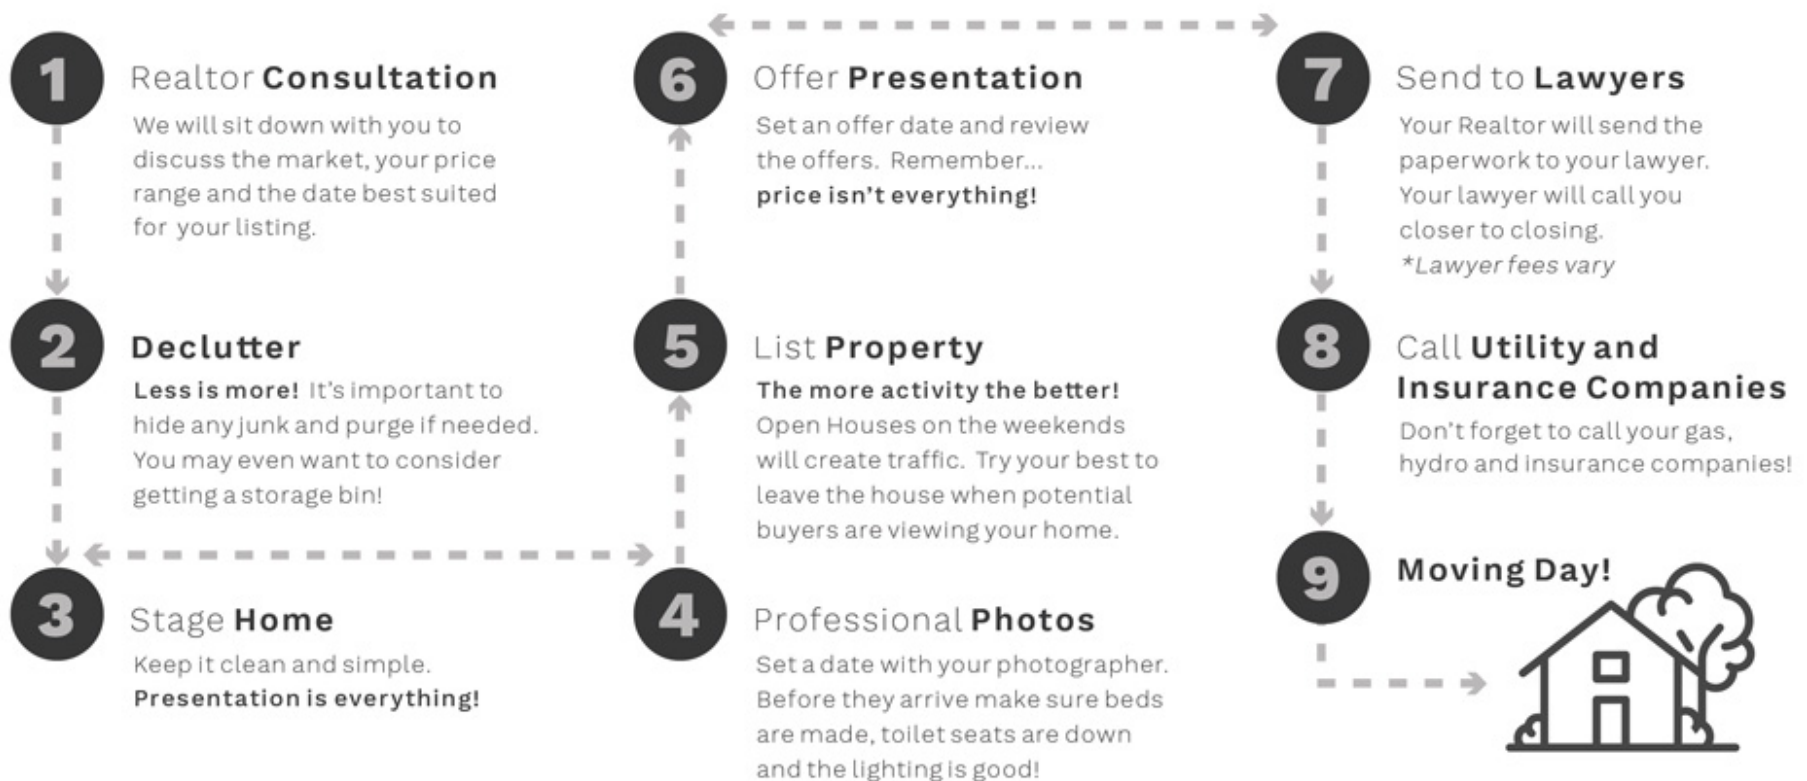 1
Realtor Consultation
We will sit down with you to
discuss the market, your price
range and the date best suited
for your listing.
2
Declutter
Less is more! It's important to
hide any junk and purge if needed.
You may even want to consider
getting a storage bin!
3
Stage Home
Keep it clean and simple.
Presentation is everything!
4
Professional Photos
Set a date with your photographer.
Before they arrive make sure beds
are made, toilet seats are down
and the lighting is good!
5
List Property
The more activity the better!
Open Houses on the weekends
will create traffic. Try your best to
leave the house when potential
buyers are viewing your home.
6
Offer Presentation
Set an offer date and review
the offers. Remember...
price isn't everything!
7
Send to Lawyers
Your Realtor will send the
paperwork to your lawyer.
Your lawyer will call you
closer to closing.
*Lawyer fees vary
8
Call Utility and
Insurance Companies
Don't forget to call your gas,
hydro and insurance companies!
9
Moving Day!